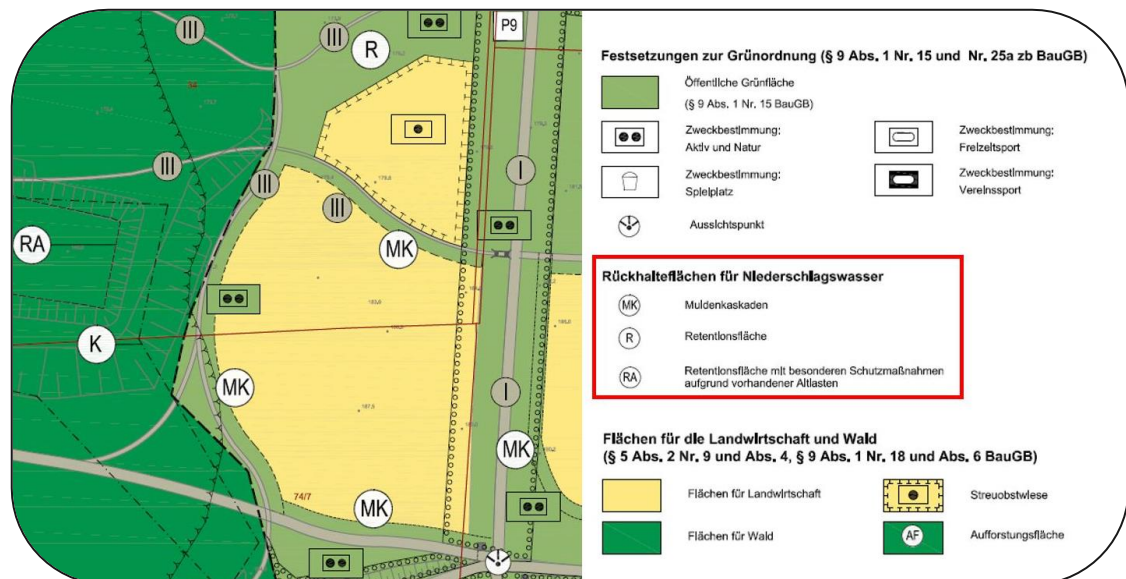 III
III
P9
R
34
I
III
III
III
MK
RA
K
MK
I
MK
74/7
MK
Festsetzungen zur Grünordnung (§ 9 Abs. 1 Nr. 15 und Nr. 25a zb BauGB)
Öffentliche Grünfläche
(§ 9 Abs. 1 Nr. 15 BauGB)
Zweckbestimmung:
Aktiv und Natur
Zweckbestimmung:
Freizeitsport
Zweckbestimmung:
Spielplatz
Zweckbestimmung:
Vereinssport
Aussichtspunkt
Rückhalteflächen für Niederschlagswasser
MK Muldenkaskaden
R Retentionsfläche
RA Retentionsfläche mit besonderen Schutzmaßnahmen
aufgrund vorhandener Altlasten
Flächen für die Landwirtschaft und Wald
(§ 5 Abs. 2 Nr. 9 und Abs. 4, § 9 Abs. 1 Nr. 18 und Abs. 6 BauGB)
Flächen für Landwirtschaft
Streuobstwiese
Flächen für Wald
AF Aufforstungsfläche